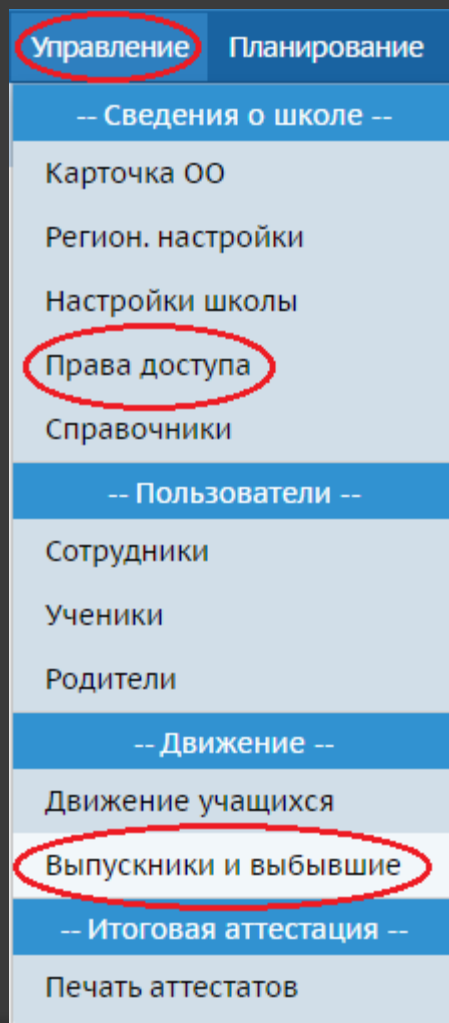 Управление Планирование
-- Сведения о школе --
Карточка ОО
Регион. настройки
Настройки школы
Права доступа
Справочники
-- Пользователи --
Сотрудники
Ученики
Родители
-- Движение --
Движение учащихся
Выпускники и выбывшие
-- Итоговая аттестация --
Печать аттестатов